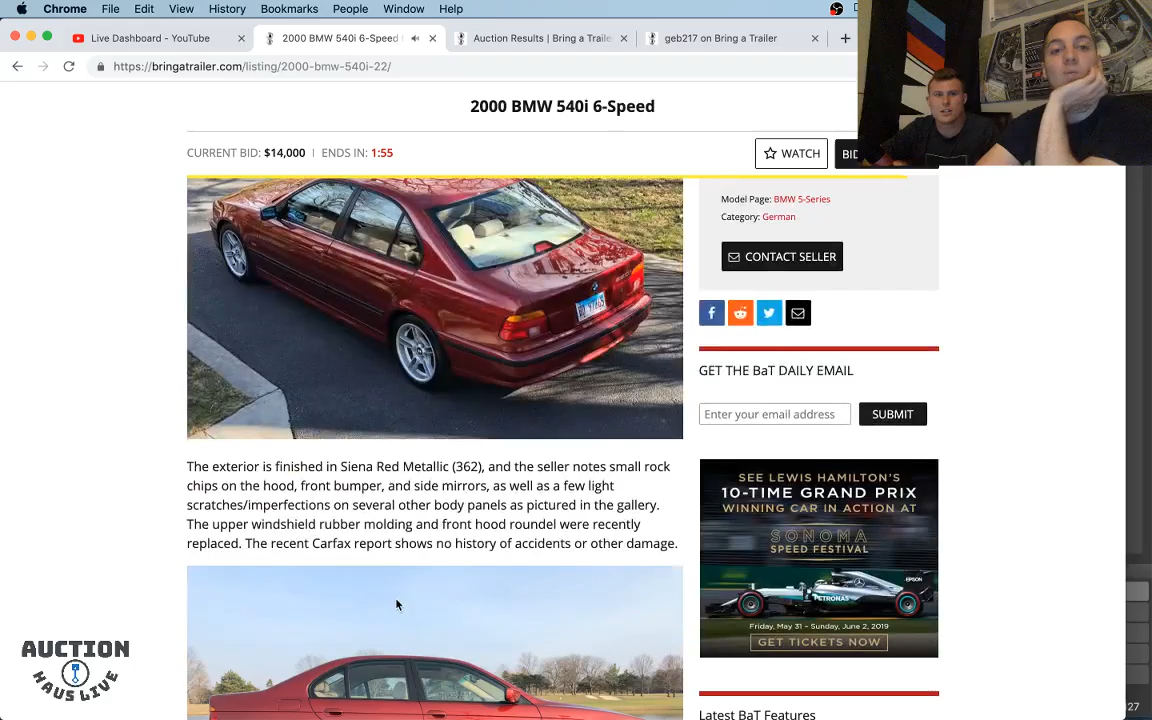 Chrome File Edit View History Bookmarks People Window Help
Live Dashboard - YouTube
2000 BMW 540i 6-Speed
Auction Results | Bring a Traile
geb217 on Bring a Trailer
https://bringatrailer.com/listing/2000-bmw-540i-22/
2000 BMW 540i 6-Speed
CURRENT BID: $14,000 | ENDS IN: 1:55
WATCH
BID
Model Page: BMW 5-Series
Category: German
CONTACT SELLER
GET THE BaT DAILY EMAIL
Enter your email address
SUBMIT
The exterior is finished in Siena Red Metallic (362), and the seller notes small rock
chips on the hood, front bumper, and side mirrors, as well as a few light
scratches/imperfections on several other body panels as pictured in the gallery.
The upper windshield rubber molding and front hood roundel were recently
replaced. The recent Carfax report shows no history of accidents or other damage.
SEE LEWIS HAMILTON'S
10-TIME GRAND PRIX
WINNING CAR IN ACTION AT
SONOMA
SPEED FESTIVAL
EPSON
PETRONAS
Friday, May 31 – Sunday, June 2, 2019
GET TICKETS NOW
Latest BaT Features
AUCTION
HAUS LIVE
27